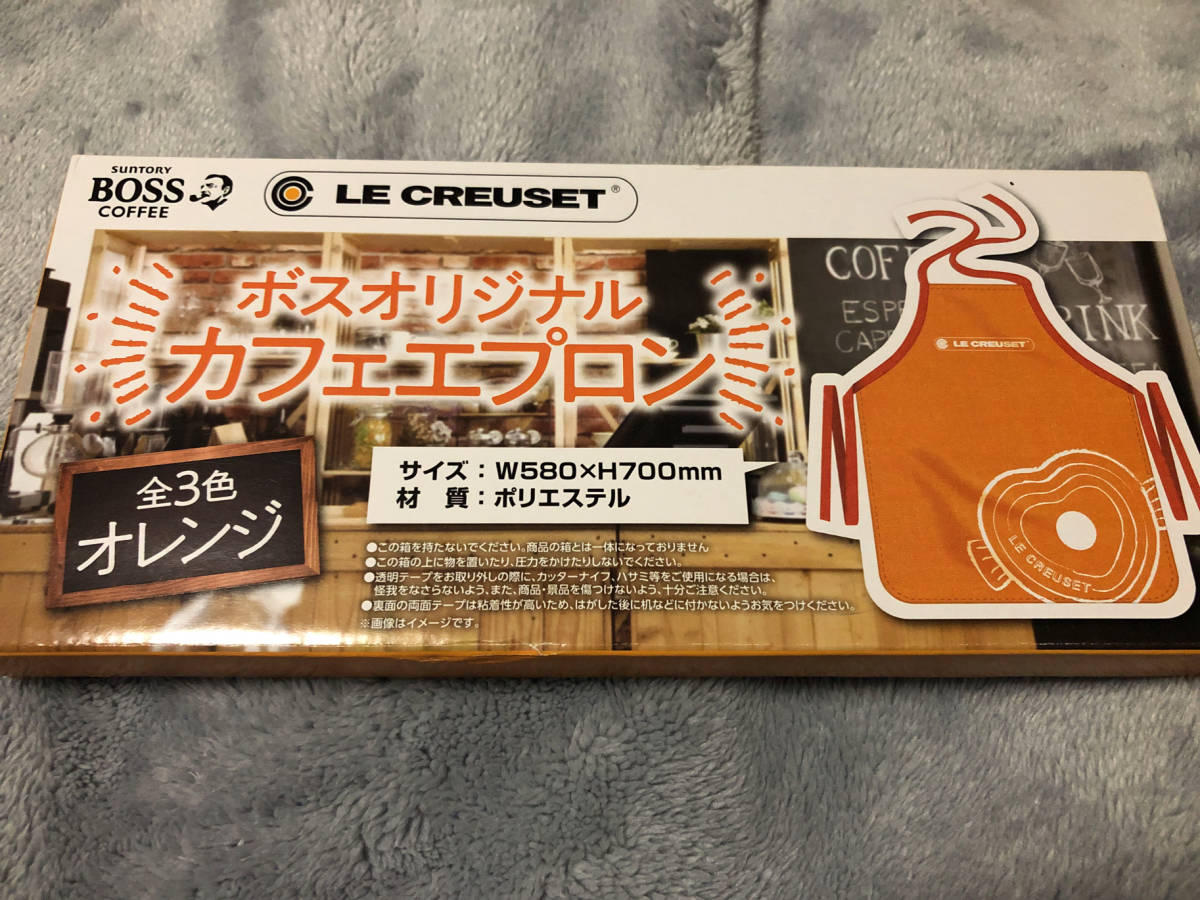 SUNTORY
BOSS
COFFEE
LE CREUSET®
ボスオリジナル
カフェエプロン
全3色
オレンジ
サイズ：W580×H700mm
材　質：ポリエステル
●この箱を持たないでください。商品の箱とは一体になっておりません
●この箱の上に物を置いたり、圧力をかけたりしないでください。
●透明テープをお取り外しの際に、カッターナイフ、ハサミ等をご使用になる場合は、
怪我をなさらないよう、また、商品・景品を傷つけないよう、十分ご注意ください。
●裏面の両面テープは粘着性が高いため、はがした後に机などに付かないようお気をつけください。
※画像はイメージです。
COF
ESP
CAP
RINK
LE CREUSET
LE CREUSET